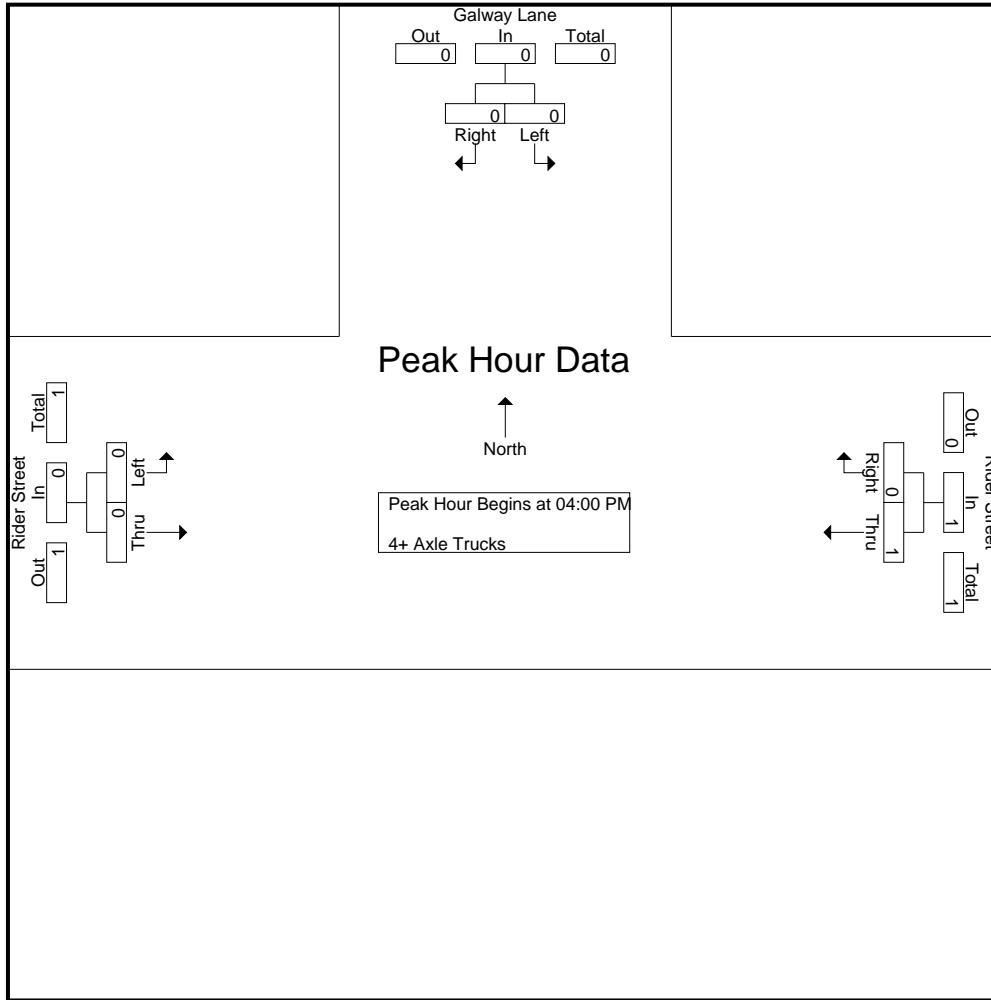 Galway Lane
Out In Total
0 0 0
0 0
Right Left
Peak Hour Data
North
Peak Hour Begins at 04:00 PM
4+ Axle Trucks
Rider Street
Out In Total
1 0 1
Thru Left
0 0
Rider Street
Out In Total
0 1 1
Right Thru
0 1